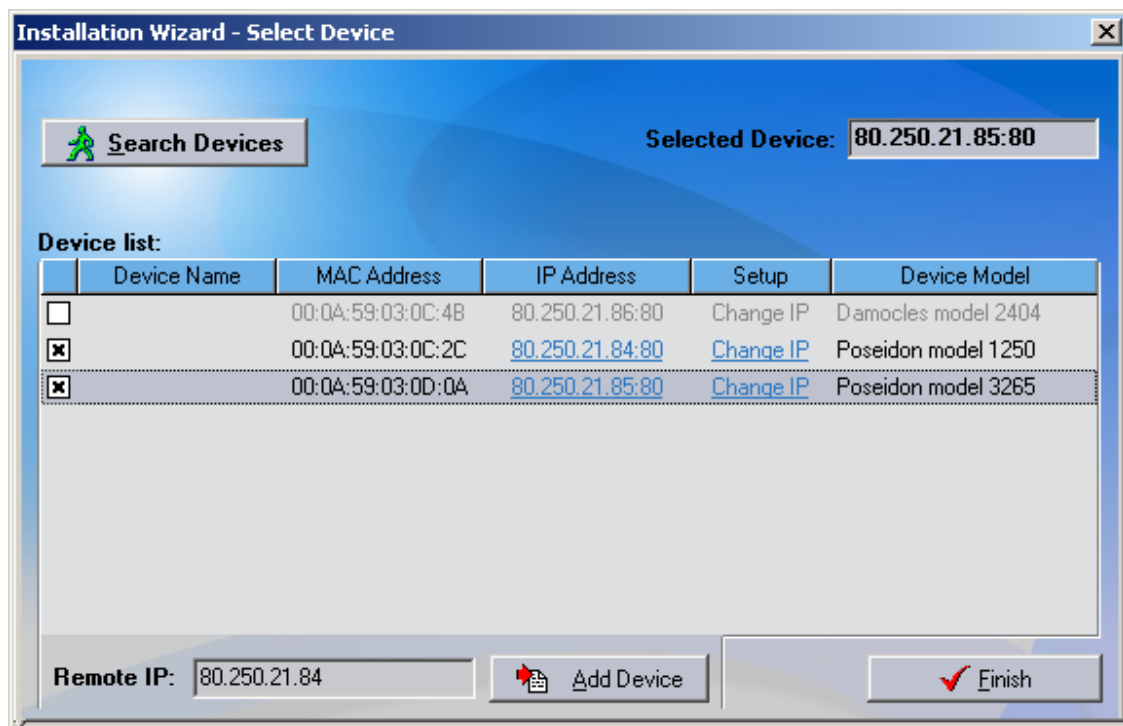 Installation Wizard - Select Device
Search Devices
Selected Device: 80.250.21.85:80
Device list:
Device Name MAC Address IP Address Setup Device Model
00:0A:59:03:0C:4B 80.250.21.86:80 Change IP Damocles model 2404
00:0A:59:03:0C:2C 80.250.21.84:80 Change IP Poseidon model 1250
00:0A:59:03:0D:0A 80.250.21.85:80 Change IP Poseidon model 3265
Remote IP: 80.250.21.84 Add Device Finish